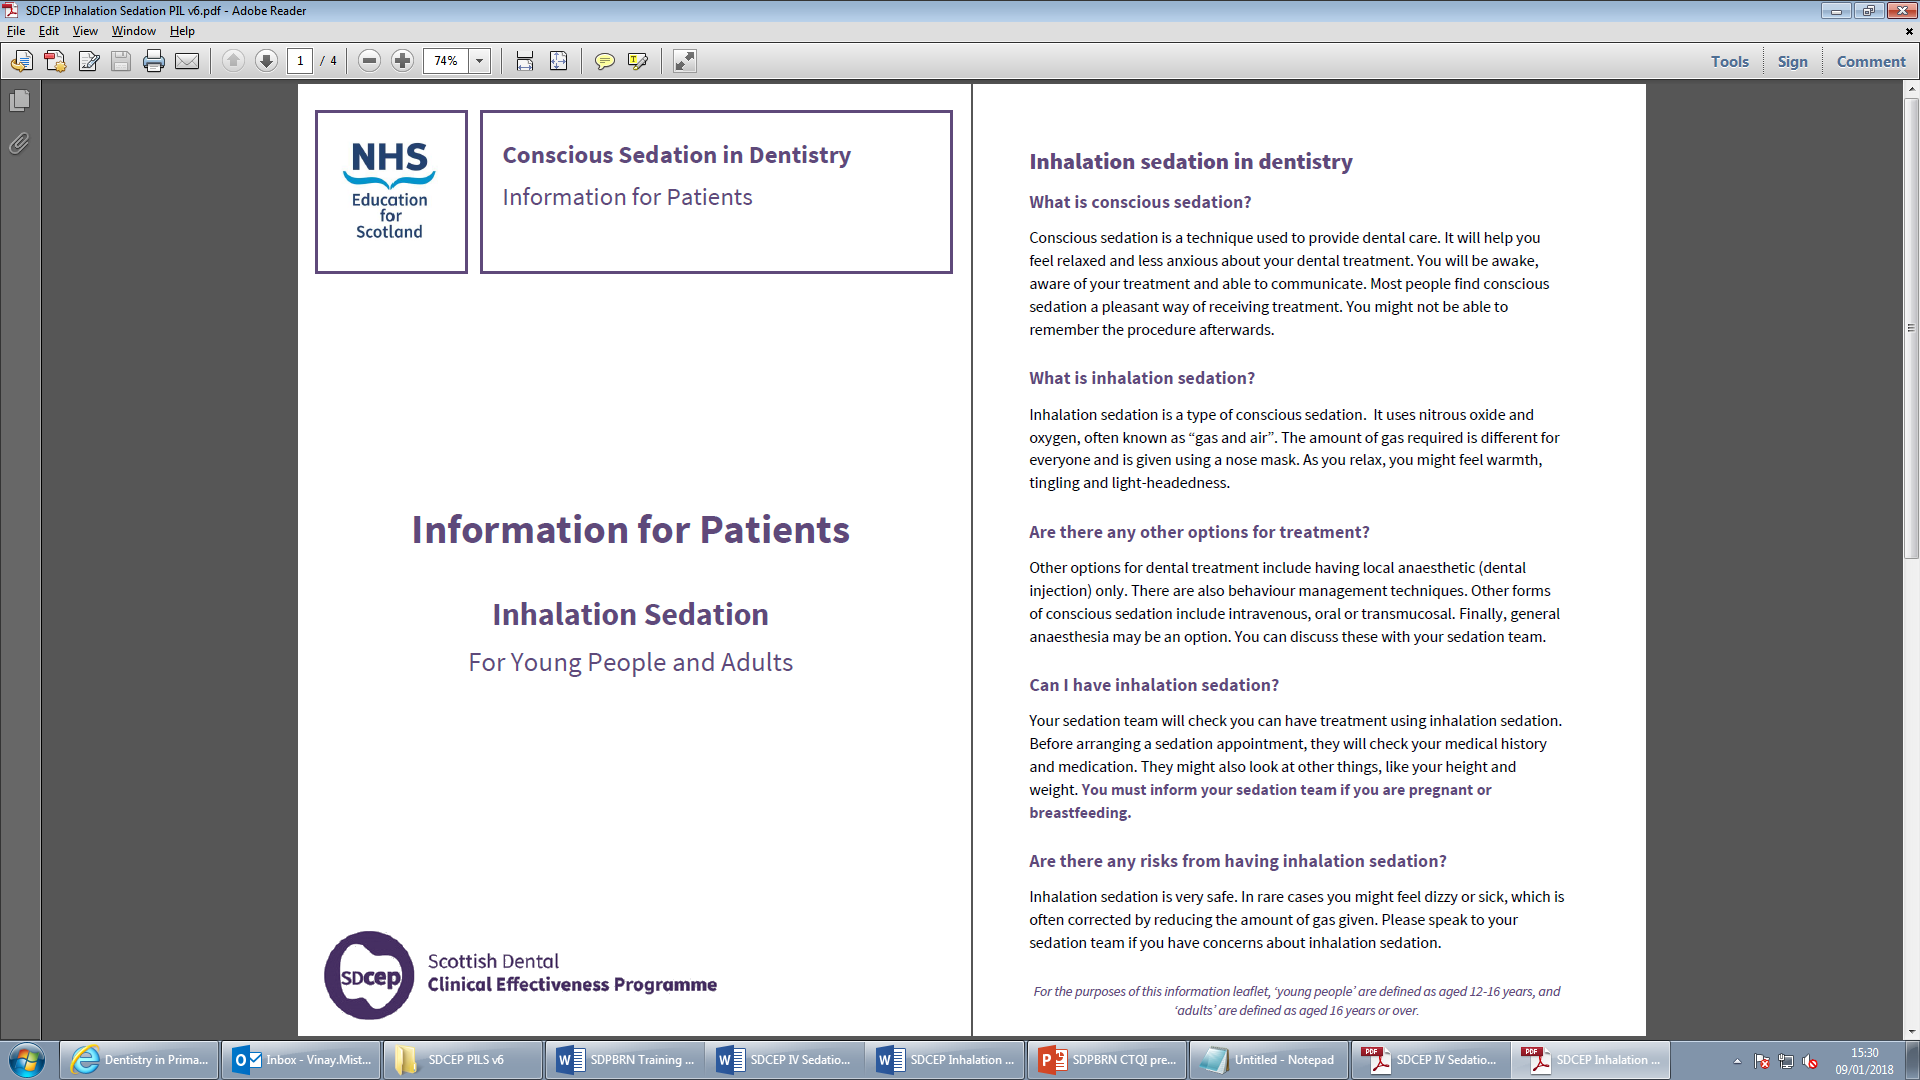 SDCEP Inhalation Sedation PIL v6.pdf - Adobe Reader
File Edit View Window Help
1 / 4 74% Tools Sign Comment
NHS
Education
for
Scotland
Conscious Sedation in Dentistry
Information for Patients
Information for Patients
Inhalation Sedation
For Young People and Adults
SDcep
Scottish Dental
Clinical Effectiveness Programme
Inhalation sedation in dentistry
What is conscious sedation?
Conscious sedation is a technique used to provide dental care. It will help you
feel relaxed and less anxious about your dental treatment. You will be awake,
aware of your treatment and able to communicate. Most people find conscious
sedation a pleasant way of receiving treatment. You might not be able to
remember the procedure afterwards.
What is inhalation sedation?
Inhalation sedation is a type of conscious sedation.  It uses nitrous oxide and
oxygen, often known as “gas and air”. The amount of gas required is different for
everyone and is given using a nose mask. As you relax, you might feel warmth,
tingling and light-headedness.
Are there any other options for treatment?
Other options for dental treatment include having local anaesthetic (dental
injection) only. There are also behaviour management techniques. Other forms
of conscious sedation include intravenous, oral or transmucosal. Finally, general
anaesthesia may be an option. You can discuss these with your sedation team.
Can I have inhalation sedation?
Your sedation team will check you can have treatment using inhalation sedation.
Before arranging a sedation appointment, they will check your medical history
and medication. They might also look at other things, like your height and
weight. You must inform your sedation team if you are pregnant or
breastfeeding.
Are there any risks from having inhalation sedation?
Inhalation sedation is very safe. In rare cases you might feel dizzy or sick, which is
often corrected by reducing the amount of gas given. Please speak to your
sedation team if you have concerns about inhalation sedation.
For the purposes of this information leaflet, ‘young people’ are defined as aged 12-16 years, and
‘adults’ are defined as aged 16 years or over.
Dentistry in Prima... Inbox - Vinay.Mist... SDCEP PILS v6 SDPBRN Training ... SDCEP IV Sedatio... SDCEP Inhalation ... SDPBRN CTQI pre... Untitled - Notepad SDCEP IV Sedatio... SDCEP Inhalation ...
15:30
09/01/2018